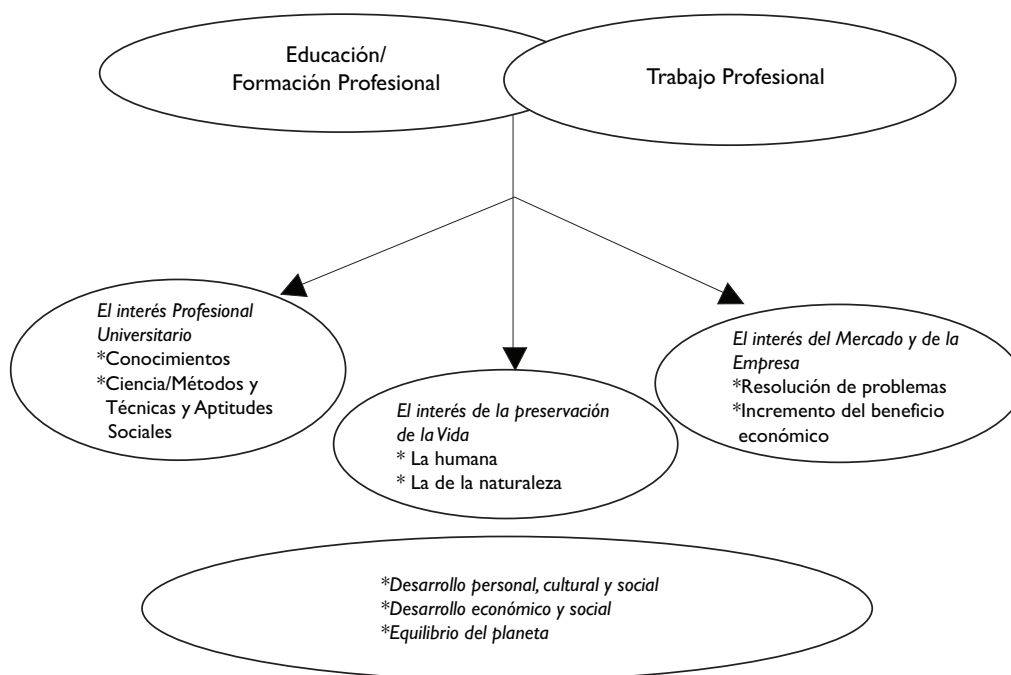 Educación/
Formación Profesional
Trabajo Profesional
El interés Profesional
Universitario
*Conocimientos
*Ciencia/Métodos y
Técnicas y Aptitudes
Sociales
El interés de la preservación
de la Vida
* La humana
* La de la naturaleza
El interés del Mercado y de la
Empresa
*Resolución de problemas
*Incremento del beneficio
económico
*Desarrollo personal, cultural y social
*Desarrollo económico y social
*Equilibrio del planeta